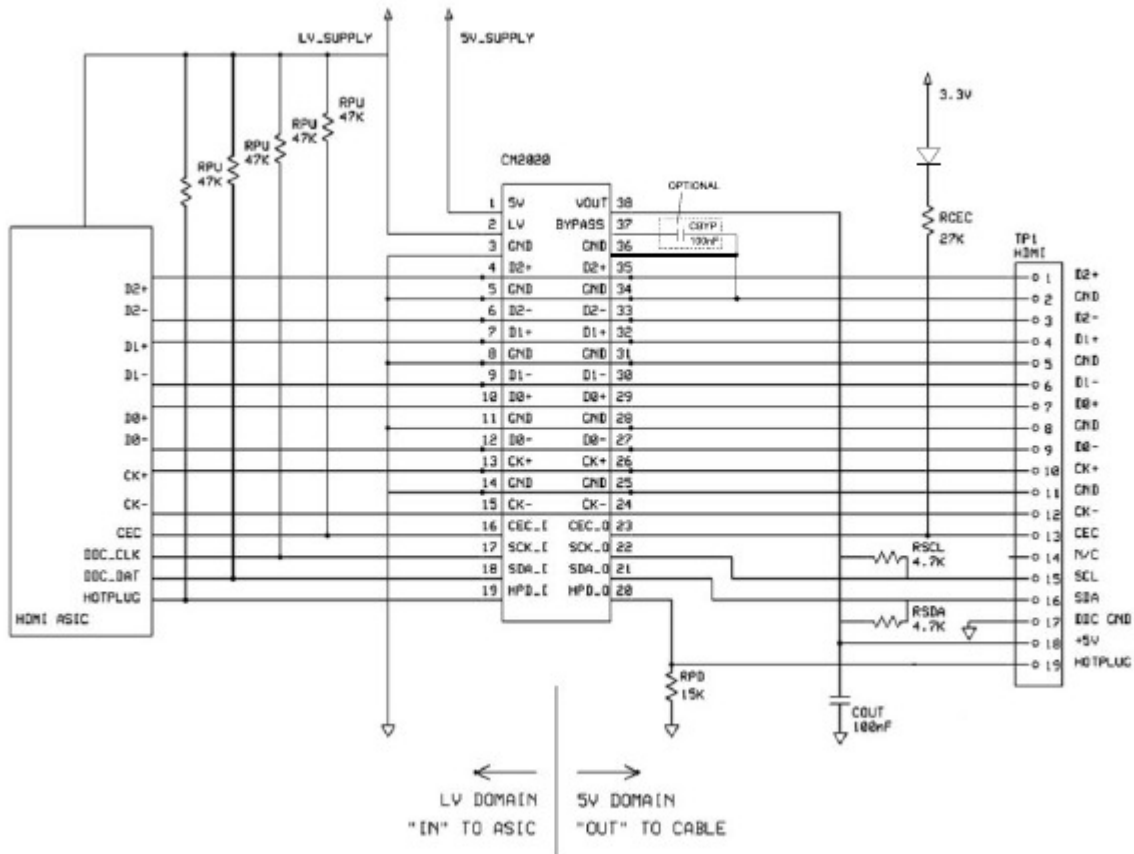 LV_SUPPLY
5V_SUPPLY
3.3V
RPU
47K
RPU
47K
RPU
47K
RPU
47K
CM2020
OPTIONAL
CBYP
100nF
RCEC
27K
TP1
HDMI
1 5V VOUT 38
2 LV BYPASS 37
3 GND GND 36
4 D2+ D2+ 35
5 GND GND 34
6 D2- D2- 33
7 D1+ D1+ 32
8 GND GND 31
9 D1- D1- 30
10 D0+ D0+ 29
11 GND GND 28
12 D0- D0- 27
13 CK+ CK+ 26
14 GND GND 25
15 CK- CK- 24
16 CEC_I CEC_O 23
17 SCK_I SCK_O 22
18 SDA_I SDA_O 21
19 HPD_I HPD_O 20
D2+
D2-
D1+
D1-
D0+
D0-
CK+
CK-
CEC
DDC_CLK
DDC_DAT
HOTPLUG
HDMI ASIC
1 D2+
2 GND
3 D2-
4 D1+
5 GND
6 D1-
7 D0+
8 GND
9 D0-
10 CK+
11 GND
12 CK-
13 CEC
14 N/C
15 SCL
16 SDA
17 DDC GND
18 +5V
19 HOTPLUG
RSCL
4.7K
RSDA
4.7K
RPD
15K
COUT
100nF
LV DOMAIN
"IN" TO ASIC
5V DOMAIN
"OUT" TO CABLE